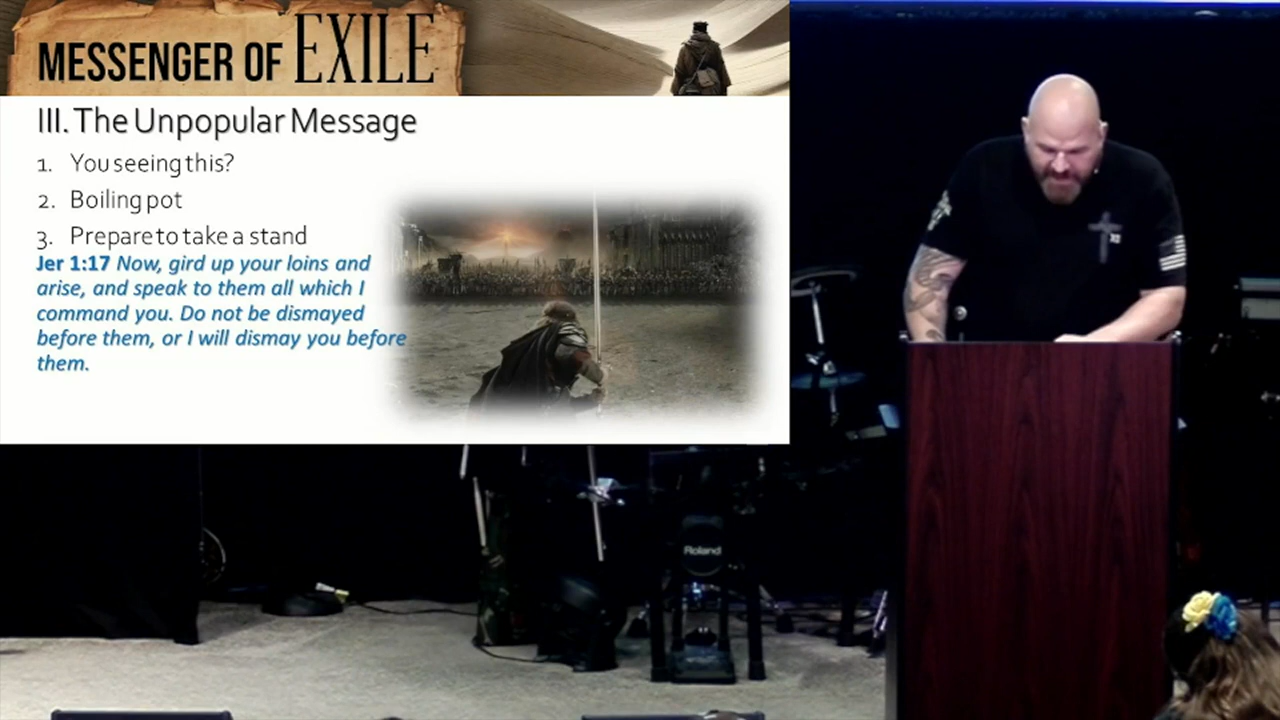 MESSENGER OF EXILE
III. The Unpopular Message
1. You seeing this?
2. Boiling pot
3. Prepare to take a stand
Jer 1:17 Now, gird up your loins and
arise, and speak to them all which I
command you. Do not be dismayed
before them, or I will dismay you before
them.
Roland